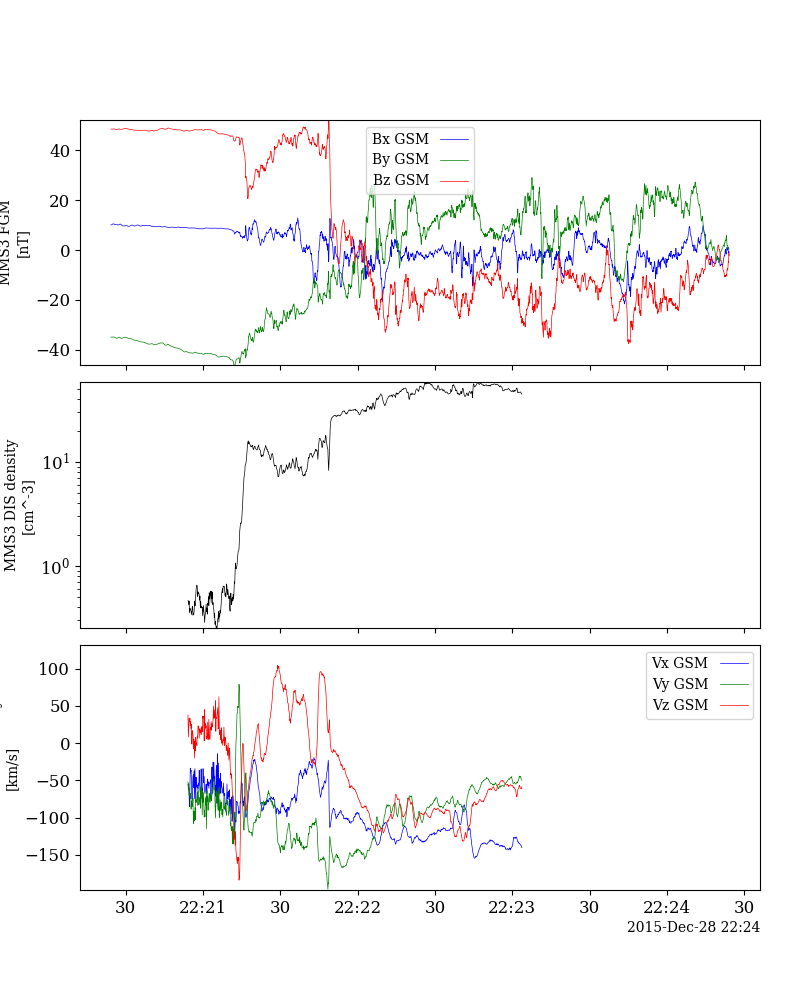 Bx GSM
By GSM
Bz GSM
40
20
0
−20
−40
MMS3 FGM
[nT]
10^1
10^0
MMS3 DIS density
[cm^-3]
Vx GSM
Vy GSM
Vz GSM
100
50
0
−50
−100
−150
[km/s]
30 22:21 30 22:22 30 22:23 30 22:24 30
2015-Dec-28 22:24